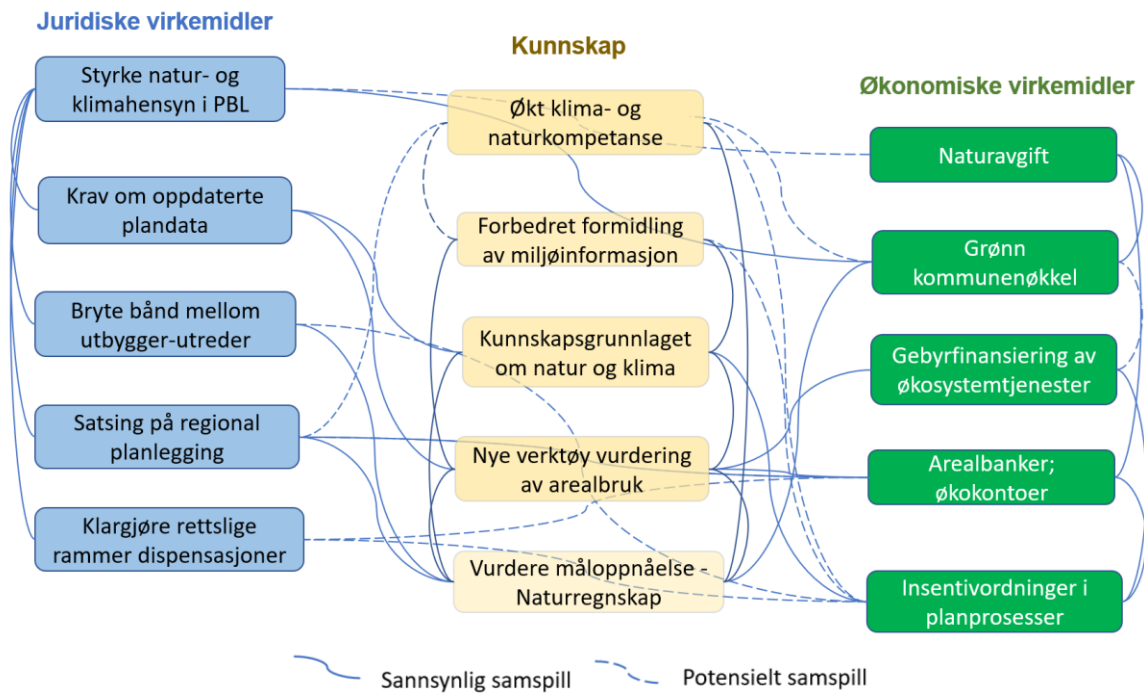 Juridiske virkemidler
Styrke natur- og
klimahensyn i PBL
Krav om oppdaterte
plandata
Bryte bånd mellom
utbygger-utreder
Satsing på regional
planlegging
Klargjøre rettslige
rammer dispensasjoner
Kunnskap
Økt klima- og
naturkompetanse
Forbedret formidling
av miljøinformasjon
Kunnskapsgrunnlaget
om natur og klima
Nye verktøy vurdering
av arealbruk
Vurdere måloppnåelse -
Naturregnskap
Økonomiske virkemidler
Naturavgift
Grønn
kommunenøkkel
Gebyrfinansiering av
økosystemtjenester
Arealbanker;
økokontoer
Insentivordninger i
planprosesser
Sannsynlig samspill
Potensielt samspill